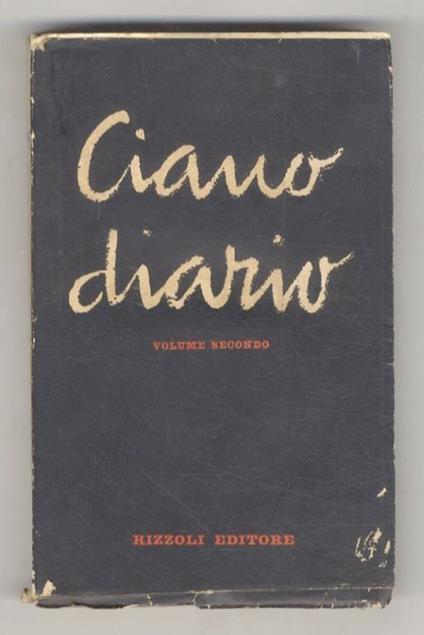 Ciano
diario
VOLUME SECONDO
RIZZOLI EDITORE